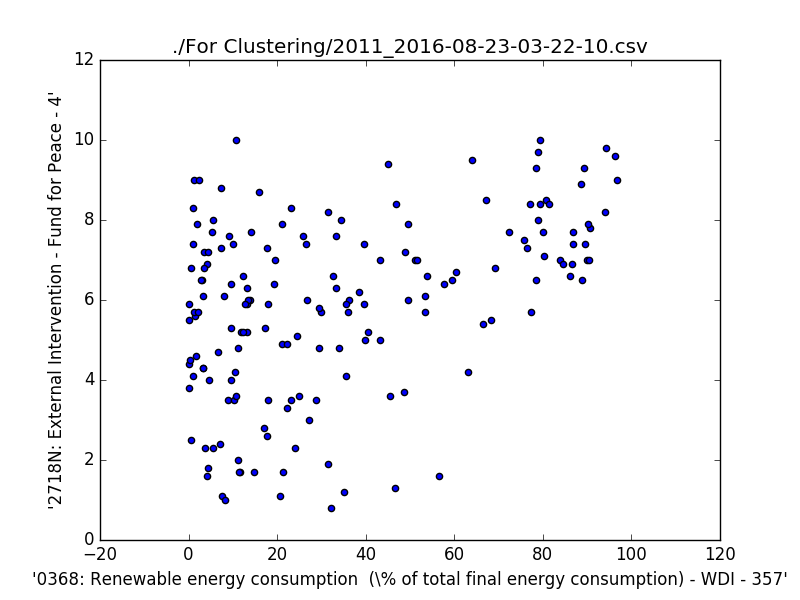 ./For Clustering/2011_2016-08-23-03-22-10.csv
12
10
8
6
4
2
0
'2718N: External Intervention - Fund for Peace - 4'
−20 0 20 40 60 80 100 120
'0368: Renewable energy consumption  (\% of total final energy consumption) - WDI - 357'